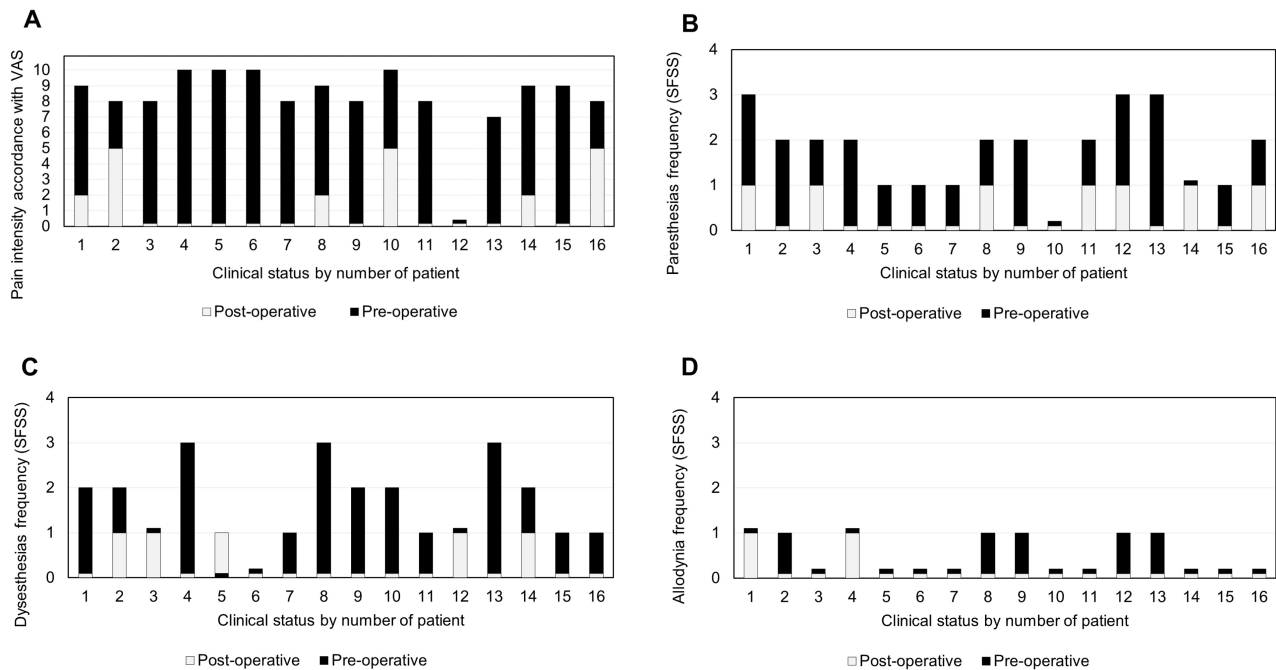 A
Pain intensity accordance with VAS
10
9
8
7
6
5
4
3
2
1
0
1 2 3 4 5 6 7 8 9 10 11 12 13 14 15 16
Clinical status by number of patient
Post-operative Pre-operative
B
Paresthesias frequency (SFSS)
4
3
2
1
0
1 2 3 4 5 6 7 8 9 10 11 12 13 14 15 16
Clinical status by number of patient
Post-operative Pre-operative
C
Dysesthesias frequency (SFSS)
4
3
2
1
0
1 2 3 4 5 6 7 8 9 10 11 12 13 14 15 16
Clinical status by number of patient
Post-operative Pre-operative
D
Allodynia frequency (SFSS)
4
3
2
1
0
1 2 3 4 5 6 7 8 9 10 11 12 13 14 15 16
Clinical status by number of patient
Post-operative Pre-operative